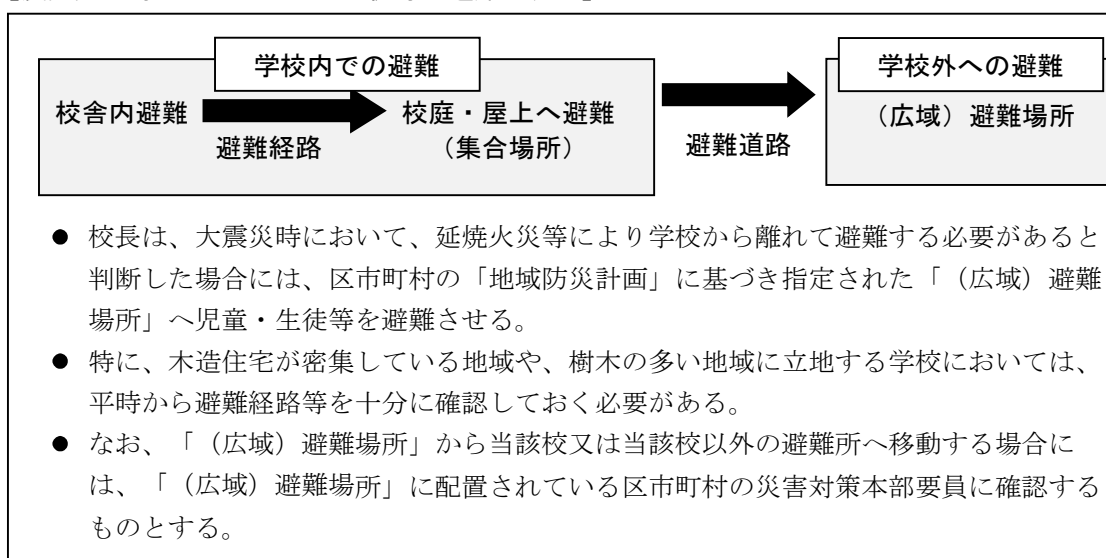 学校内での避難
学校外への避難
校舎内避難
校庭・屋上へ避難
（広域）避難場所
避難経路
（集合場所）
避難道路
● 校長は、大震災時において、延焼火災等により学校から離れて避難する必要があると
判断した場合には、区市町村の「地域防災計画」に基づき指定された「（広域）避難
場所」へ児童・生徒等を避難させる。
● 特に、木造住宅が密集している地域や、樹木の多い地域に立地する学校においては、
平時から避難経路等を十分に確認しておく必要がある。
● なお、「（広域）避難場所」から当該校又は当該校以外の避難所へ移動する場合に
は、「（広域）避難場所」に配置されている区市町村の災害対策本部要員に確認する
ものとする。